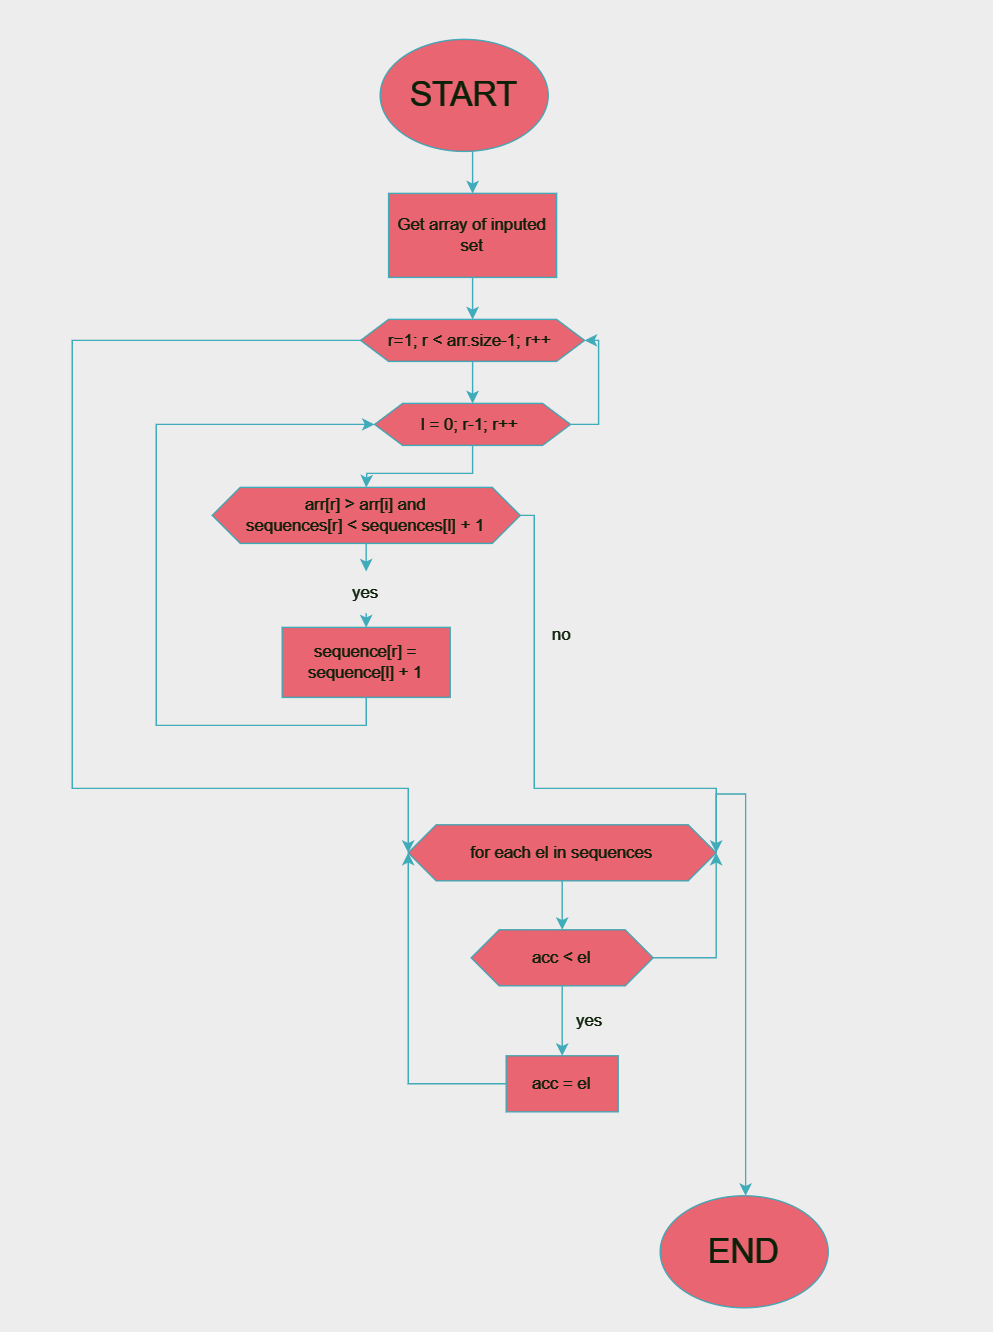 START
Get array of inputed
set
r=1; r < arr.size-1; r++
l = 0; r-1; r++
arr[r] > arr[i] and
sequences[r] < sequences[l] + 1
yes
no
sequence[r] =
sequence[l] + 1
for each el in sequences
acc < el
yes
acc = el
END